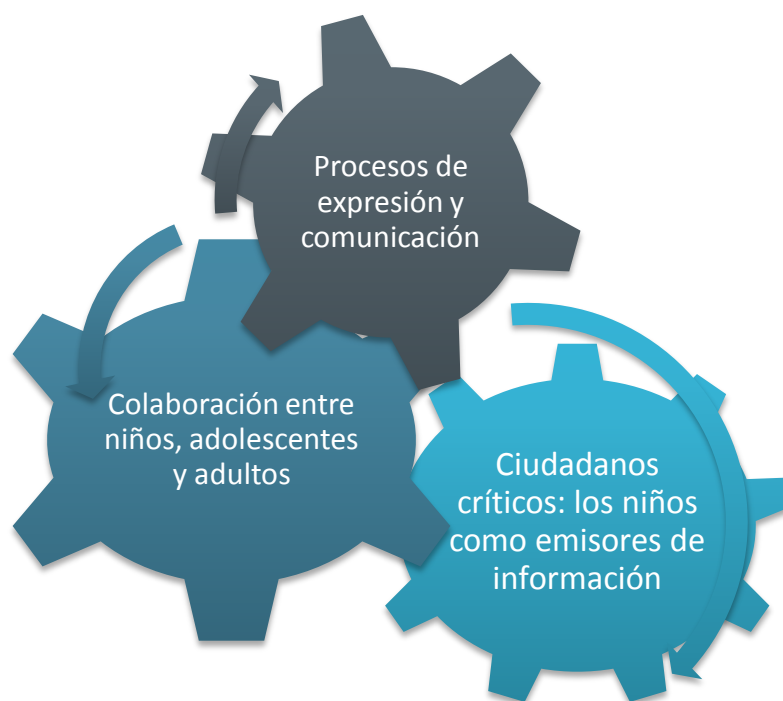 Procesos de
expresión y
comunicación
Colaboración entre
niños, adolescentes
y adultos
Ciudadanos
críticos: los niños
como emisores de
información